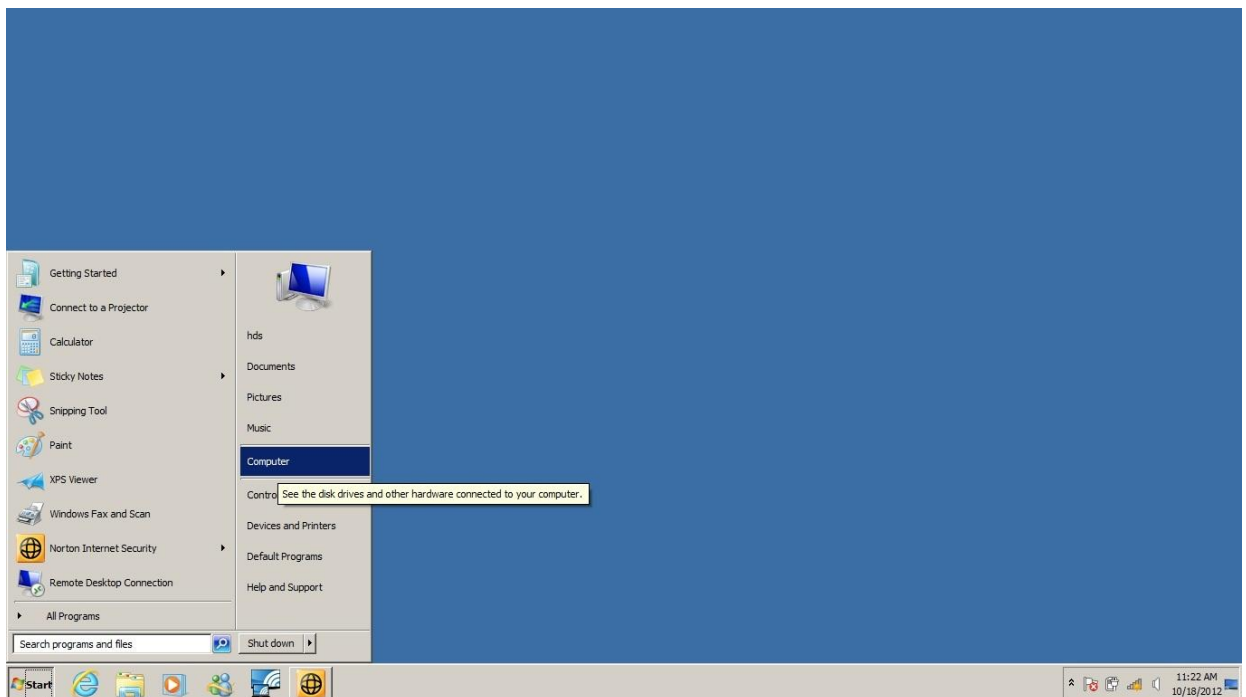 Getting Started
Connect to a Projector
Calculator
Sticky Notes
Snipping Tool
Paint
XPS Viewer
Windows Fax and Scan
Norton Internet Security
Remote Desktop Connection
All Programs
Search programs and files
hds
Documents
Pictures
Music
Computer
Contro
See the disk drives and other hardware connected to your computer.
Devices and Printers
Default Programs
Help and Support
Shut down
Start
11:22 AM
10/18/2012